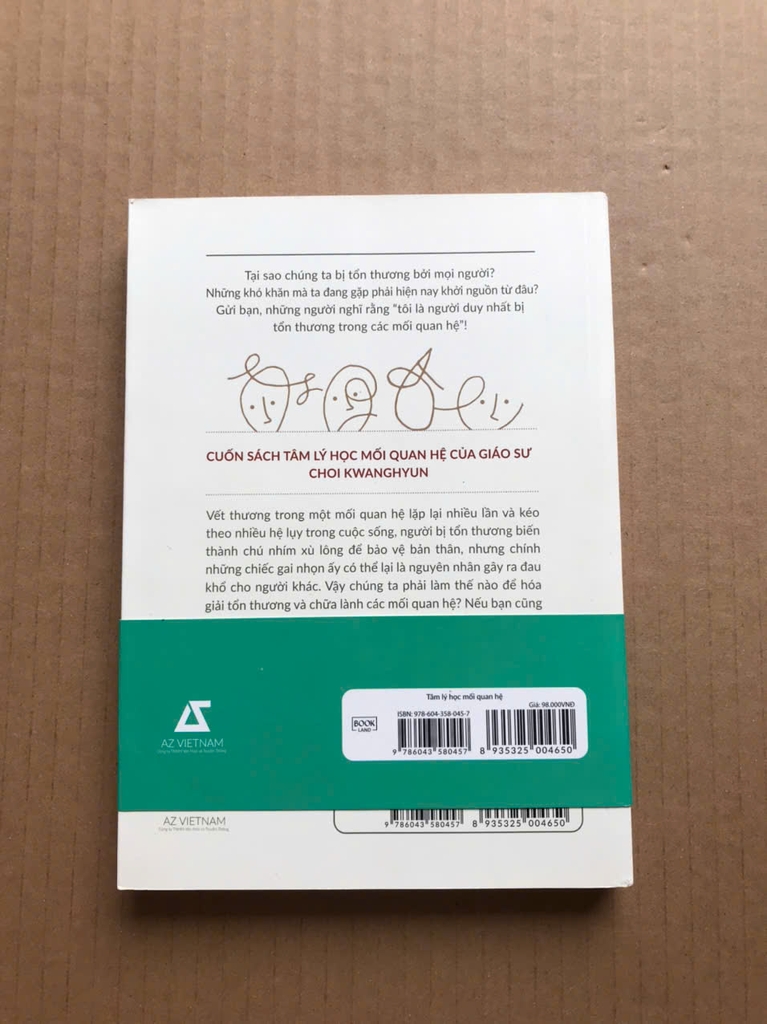 Tại sao chúng ta bị tổn thương bởi mọi người?
Những khó khăn mà ta đang gặp phải hiện nay khởi nguồn từ đâu?
Gửi bạn, những người nghĩ rằng “tôi là người duy nhất bị
tổn thương trong các mối quan hệ”!
CUỐN SÁCH TÂM LÝ HỌC MỐI QUAN HỆ CỦA GIÁO SƯ
CHOI KWANGHYUN
Vết thương trong một mối quan hệ lặp lại nhiều lần và kéo
theo nhiều hệ lụy trong cuộc sống, người bị tổn thương biến
thành chú nhím xù lông để bảo vệ bản thân, nhưng chính
những chiếc gai nhọn ấy có thể lại là nguyên nhân gây ra đau
khổ cho người khác. Vậy chúng ta phải làm thế nào để hóa
giải tổn thương và chữa lành các mối quan hệ? Nếu bạn cũng
AZ VIETNAM
Tâm lý học mối quan hệ
Giá: 98.000VNĐ
ISBN: 978-604-358-045-7
BOOK
LAND
9 786043 580457
8 935325 004650
AZ VIETNAM
9 786043 580457
8 935325 004650